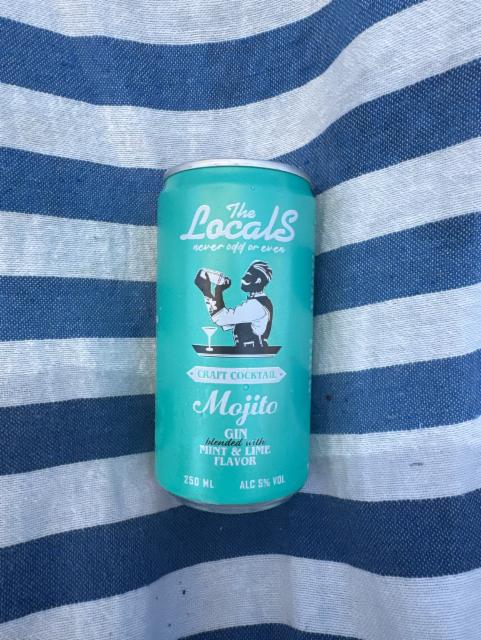 The
LocalS
never odd or even
CRAFT COCKTAIL
Mojito
GIN
blended with
MINT & LIME
FLAVOR
250 ML ALC 5% VOL